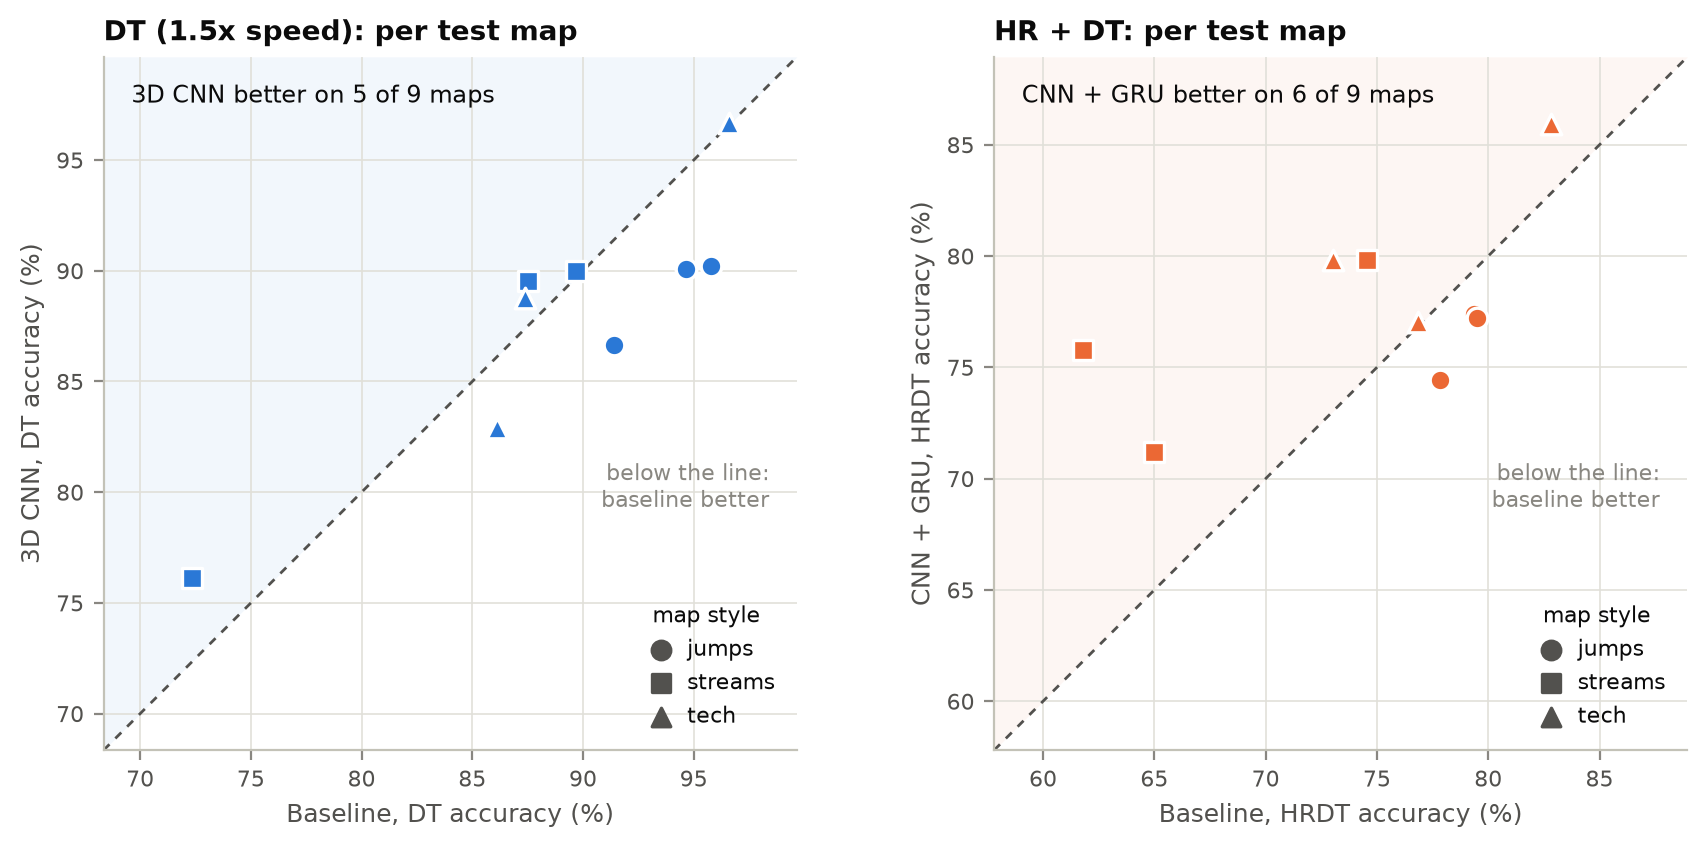 DT (1.5x speed): per test map
3D CNN better on 5 of 9 maps
3D CNN, DT accuracy (%)
95
90
85
80
75
70
below the line:
baseline better
map style
jumps
streams
tech
70 75 80 85 90 95
Baseline, DT accuracy (%)
HR + DT: per test map
CNN + GRU better on 6 of 9 maps
CNN + GRU, HRDT accuracy (%)
85
80
75
70
65
60
below the line:
baseline better
map style
jumps
streams
tech
60 65 70 75 80 85
Baseline, HRDT accuracy (%)